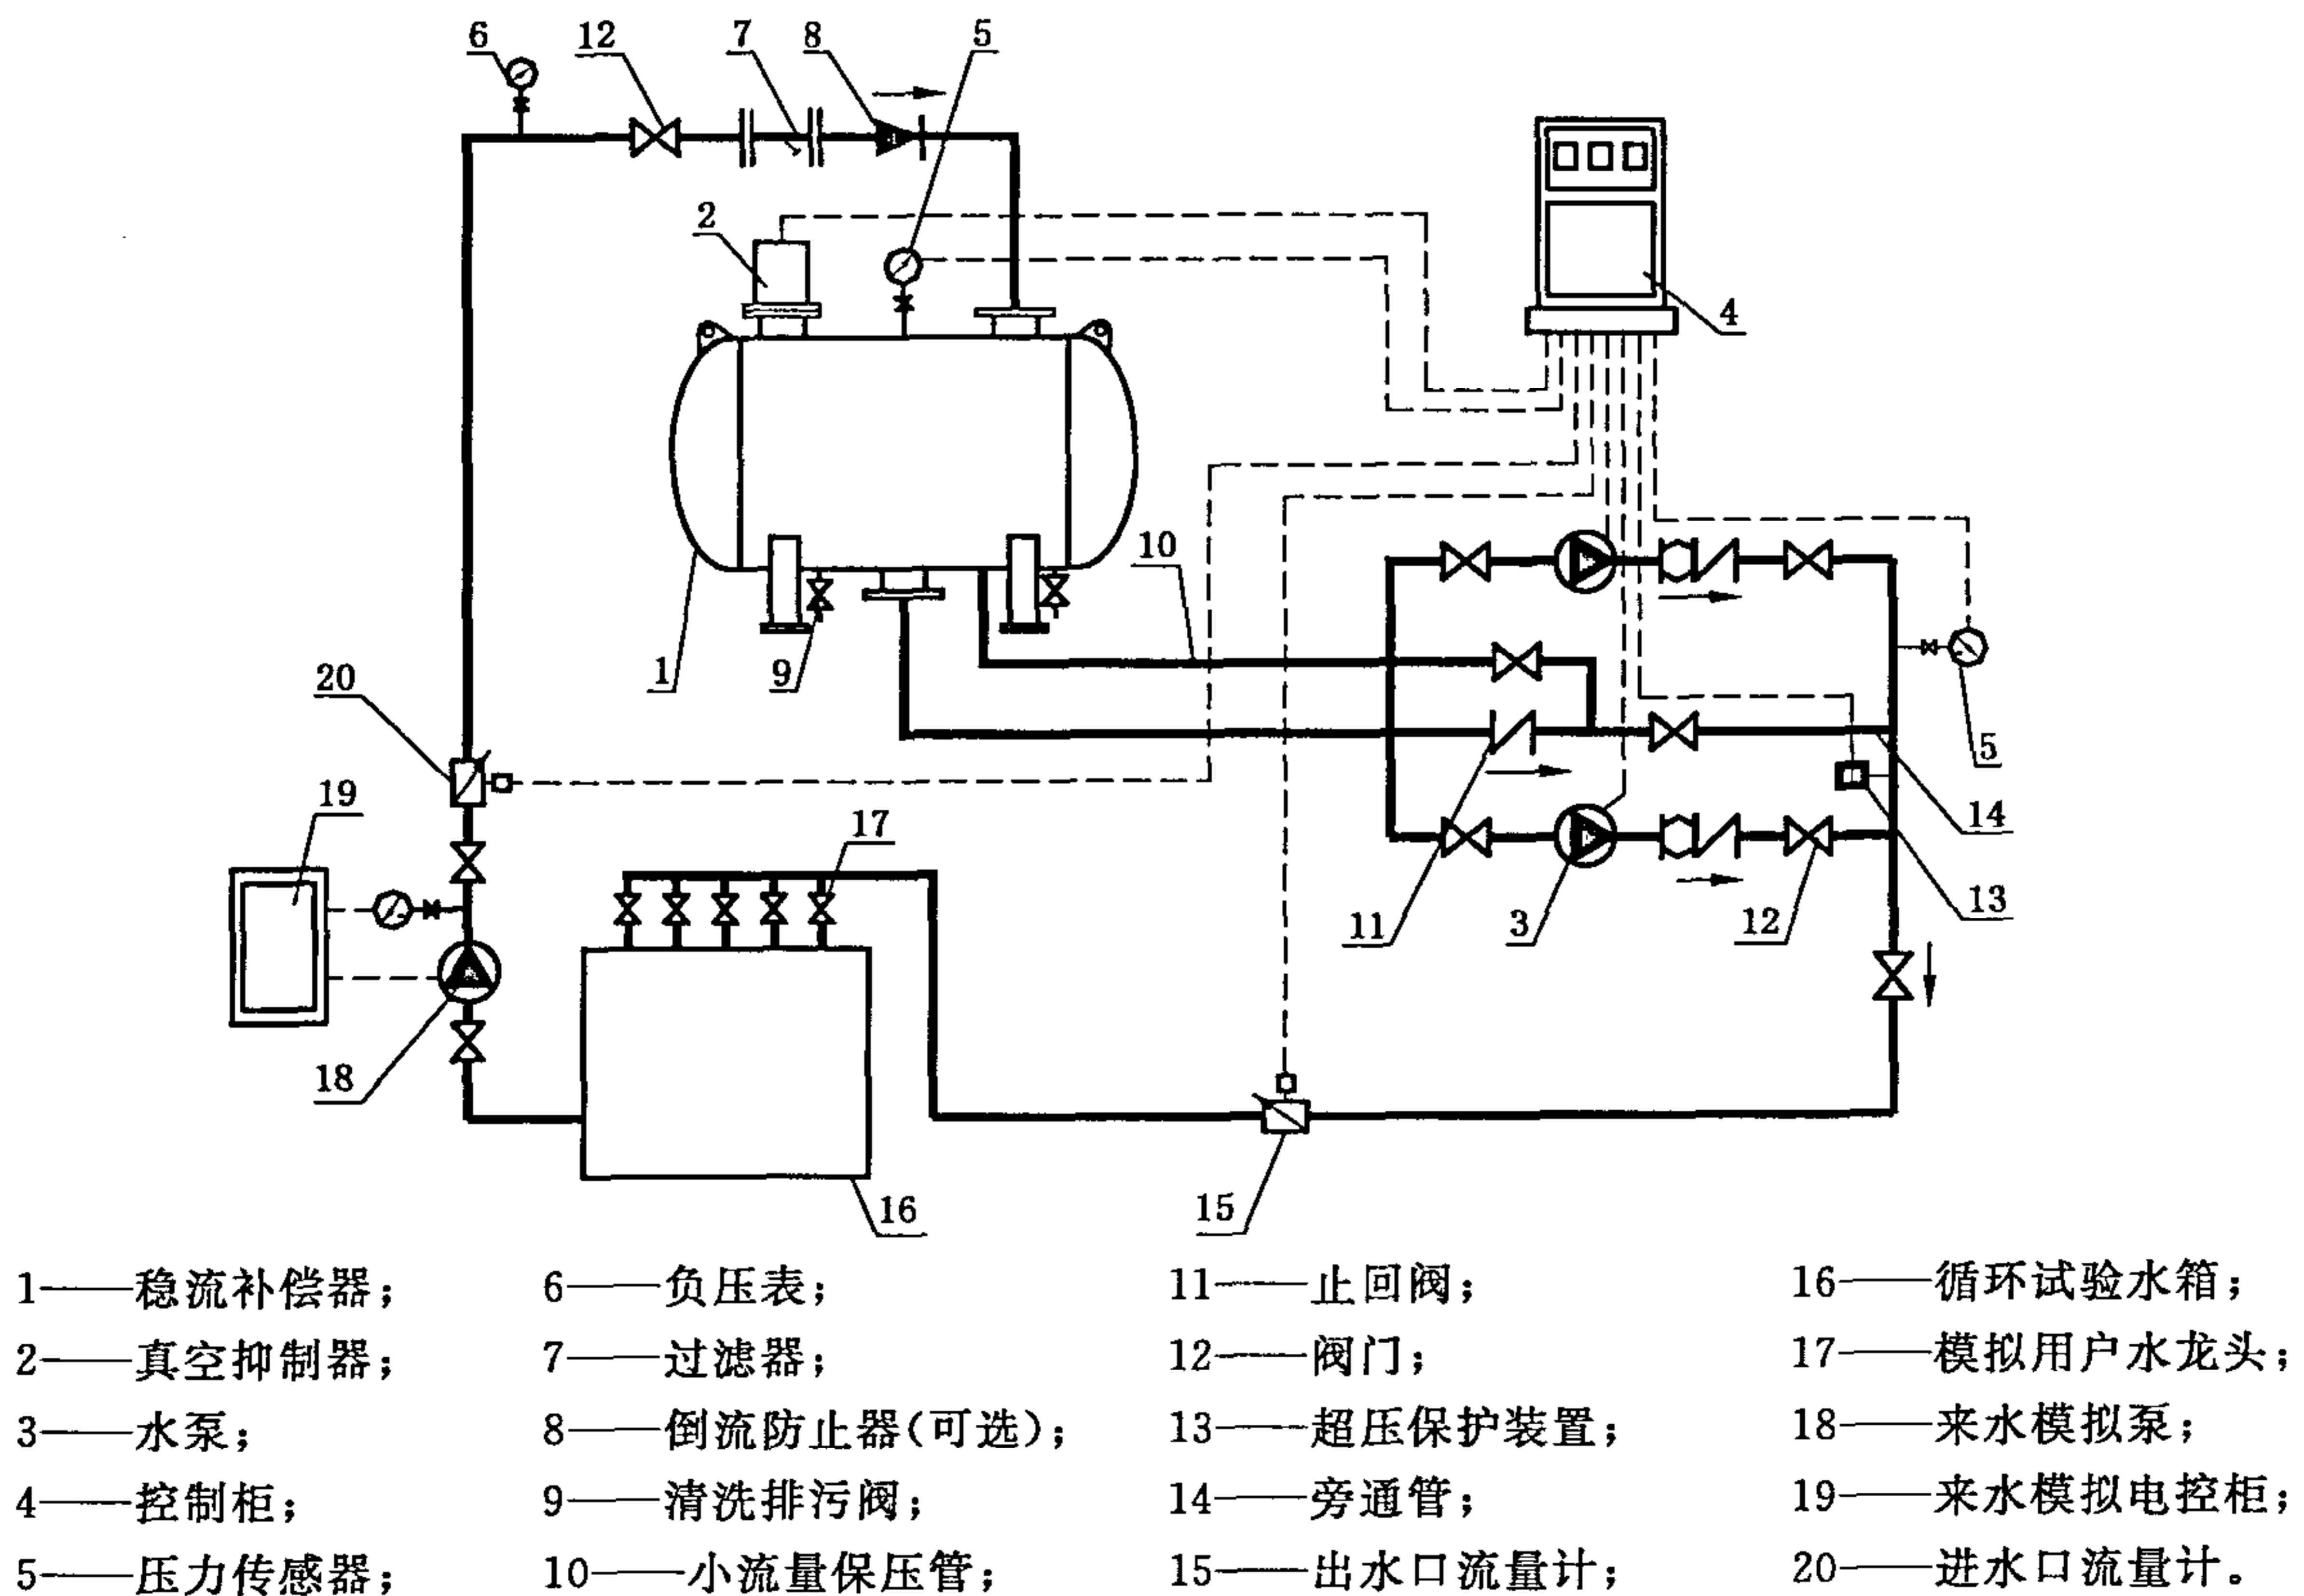 6 12 7 8 5
2
4
10
1 9
20
5
19
17
14
11 3 12 13
18
16 15
1——稳流补偿器; 6——负压表; 11——止回阀; 16——循环试验水箱;
2——真空抑制器; 7——过滤器; 12——阀门; 17——模拟用户水龙头;
3——水泵; 8——倒流防止器(可选); 13——超压保护装置; 18——来水模拟泵;
4——控制柜; 9——清洗排污阀; 14——旁通管; 19——来水模拟电控柜;
5——压力传感器; 10——小流量保压管; 15——出水口流量计; 20——进水口流量计。